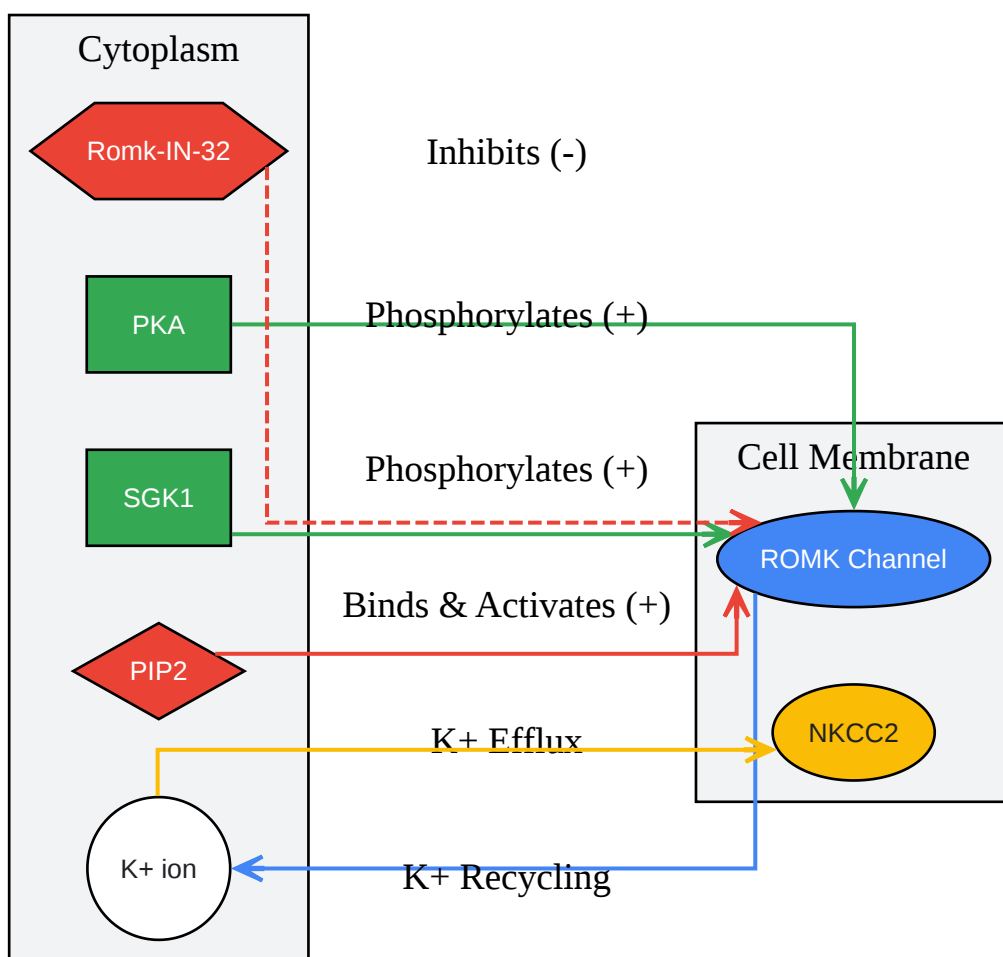 Cytoplasm
Romk-IN-32
Inhibits (-)
PKA
Phosphorylates (+)
Phosphorylates (+)
SGK1
Cell Membrane
ROMK Channel
Binds & Activates (+)
PIP2
NKCC2
K+ Efflux
K+ ion
K+ Recycling